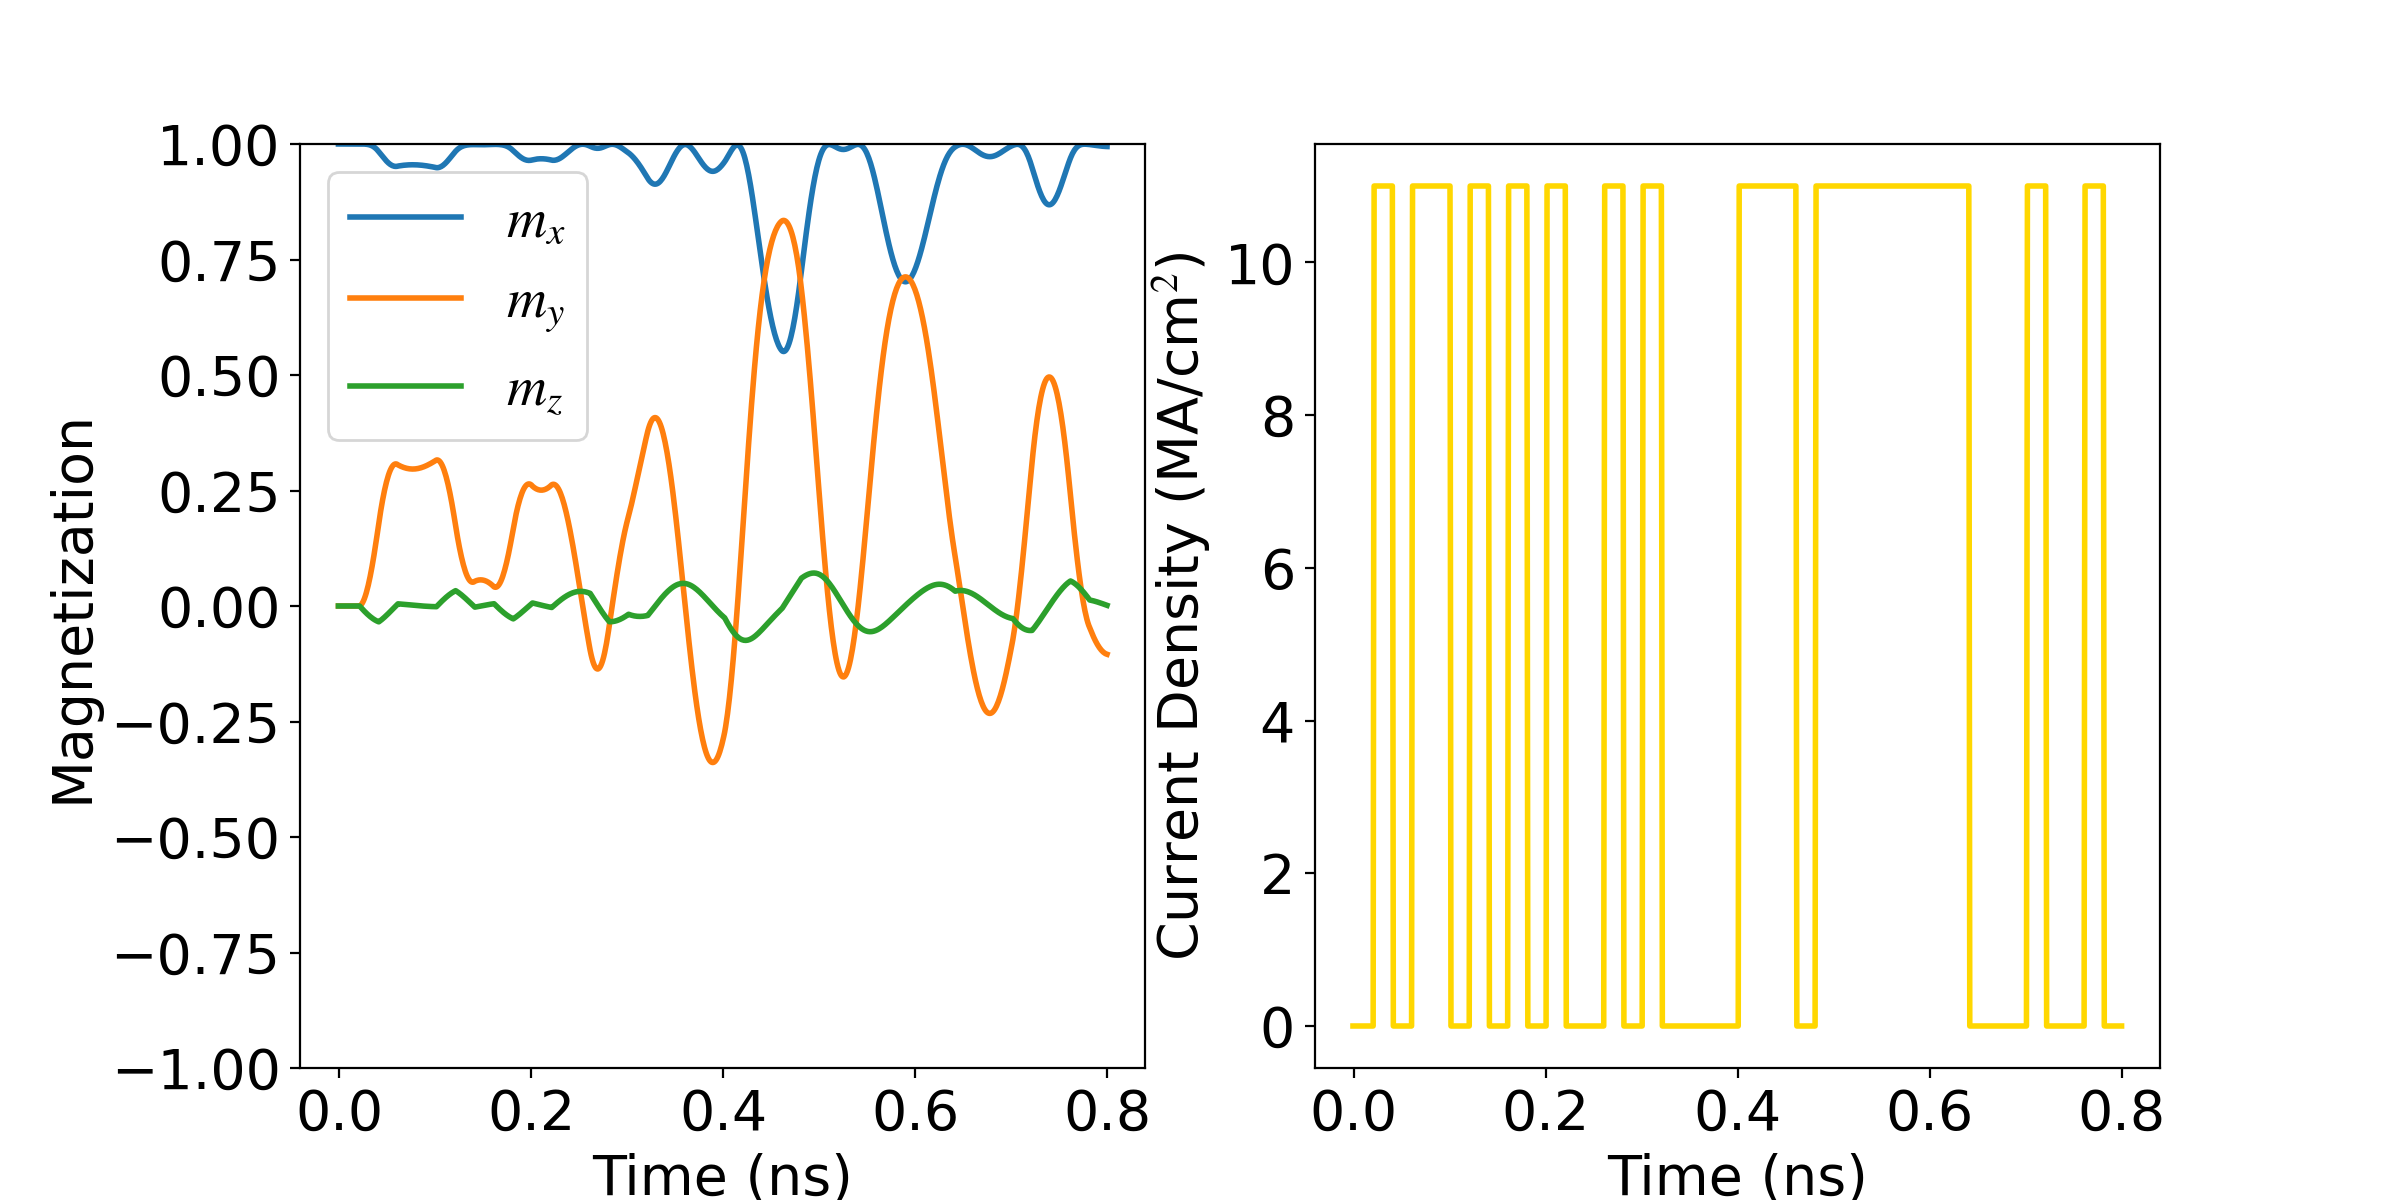 1.00
0.75
0.50
0.25
0.00
−0.25
−0.50
−0.75
−1.00
Magnetization
m_x
m_y
m_z
0.0 0.2 0.4 0.6 0.8
Time (ns)
10
8
6
4
2
0
Current Density (MA/cm²)
0.0 0.2 0.4 0.6 0.8
Time (ns)